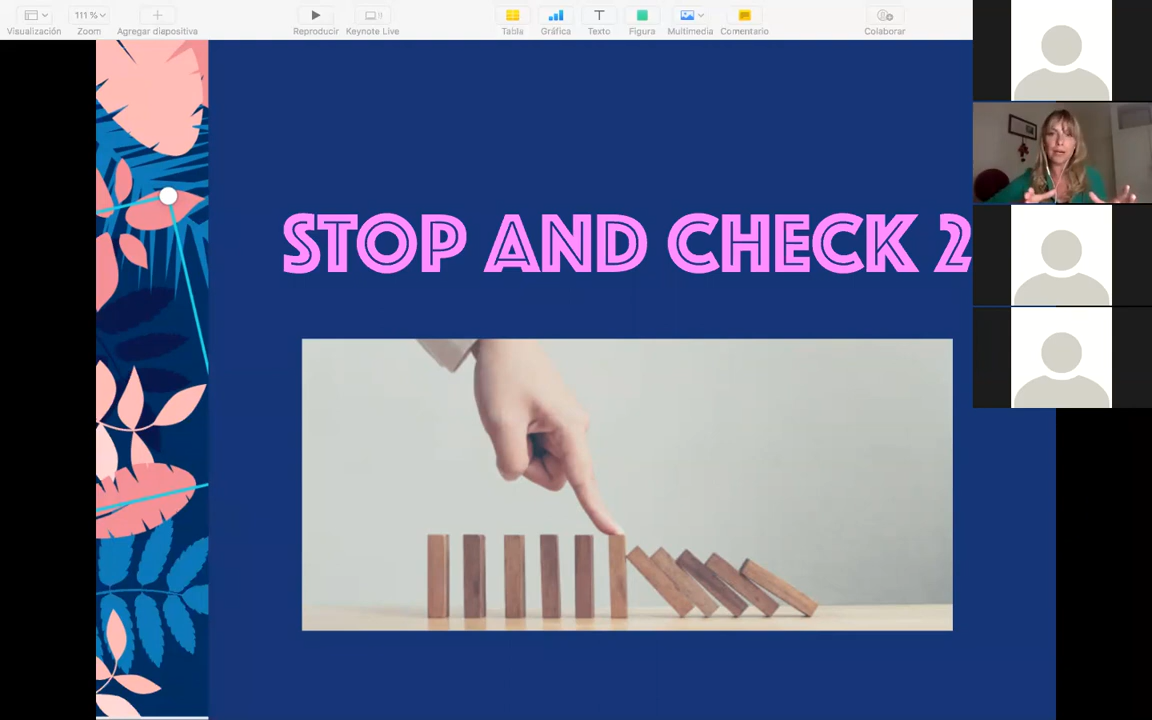 Visualización
111 %
Zoom
Agregar diapositiva
Reproducir
Keynote Live
Tabla
Gráfica
Texto
Figura
Multimedia
Comentario
Colaborar
STOP AND CHECK 2